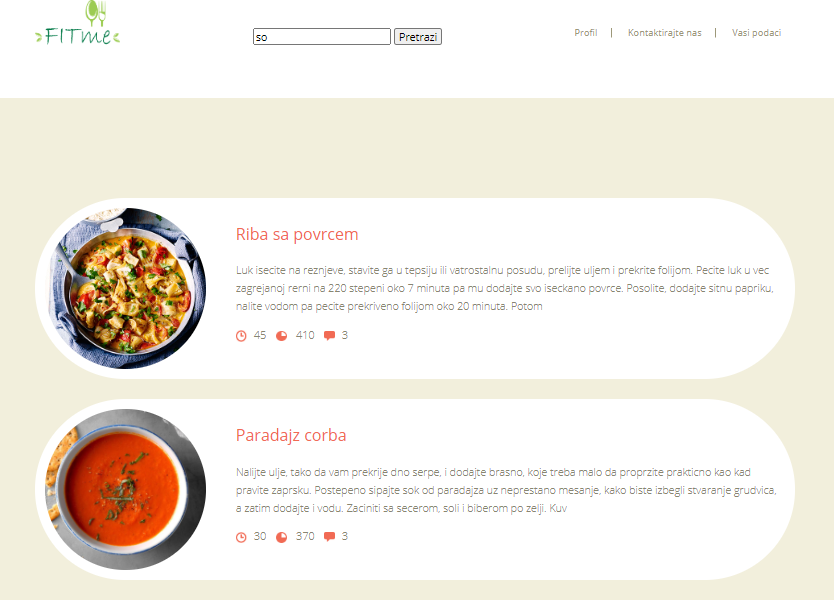 FITme
so
Pretrazi
Profil | Kontaktirajte nas | Vasi podaci
Riba sa povrcem
Luk isecite na reznjeve, stavite ga u tepsiju ili vatrostalnu posudu, prelijte uljem i prekrite folijom. Pecite luk u vec
zagrejanoj rerni na 220 stepeni oko 7 minuta pa mu dodajte svo iseckano povrce. Posolite, dodajte sitnu papriku,
nalite vodom pa pecite prekriveno folijom oko 20 minuta. Potom
45 410 3
Paradajz corba
Nalijte ulje, tako da vam prekrije dno serpe, i dodajte brasno, koje treba malo da proprzite prakticno kao kad
pravite zaprsku. Postepeno sipajte sok od paradajza uz neprestano mesanje, kako biste izbegli stvaranje grudvica,
a zatim dodajte i vodu. Zaciniti sa secerom, soli i biberom po zelji. Kuv
30 370 3